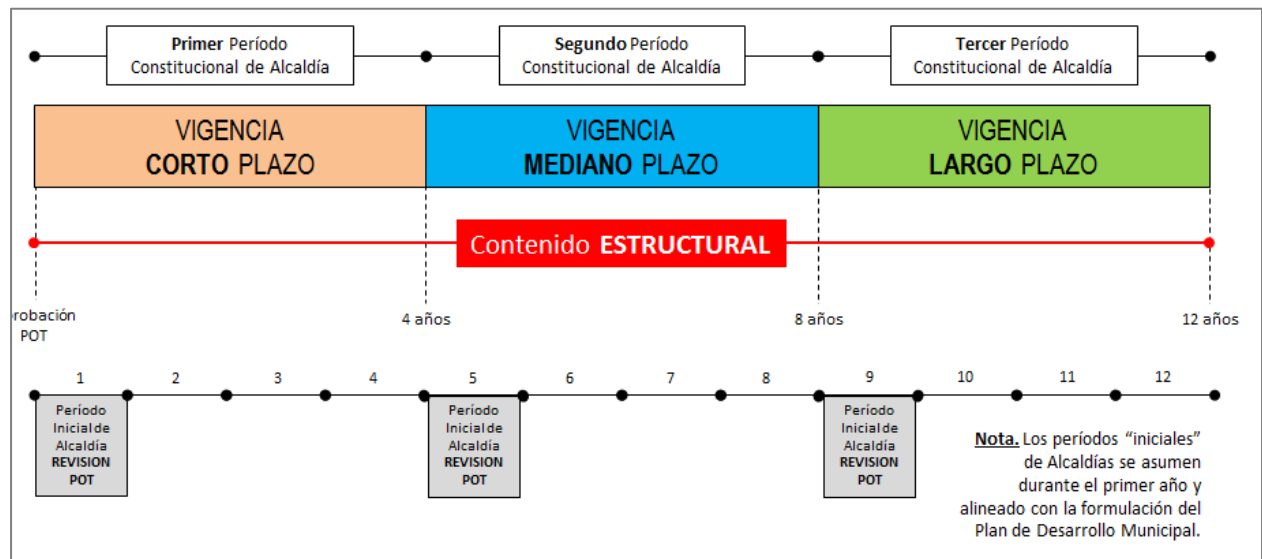 Primer Período
Constitucional de Alcaldía
Segundo Período
Constitucional de Alcaldía
Tercer Período
Constitucional de Alcaldía
VIGENCIA
CORTO PLAZO
VIGENCIA
MEDIANO PLAZO
VIGENCIA
LARGO PLAZO
Contenido ESTRUCTURAL
robación
POT
4 años
8 años
12 años
1 2 3 4 5 6 7 8 9 10 11 12
Período
Inicial de
Alcaldía
REVISION
POT
Período
Inicial de
Alcaldía
REVISION
POT
Período
Inicial de
Alcaldía
REVISION
POT
Nota. Los períodos “iniciales”
de Alcaldías se asumen
durante el primer año y
alineado con la formulación del
Plan de Desarrollo Municipal.